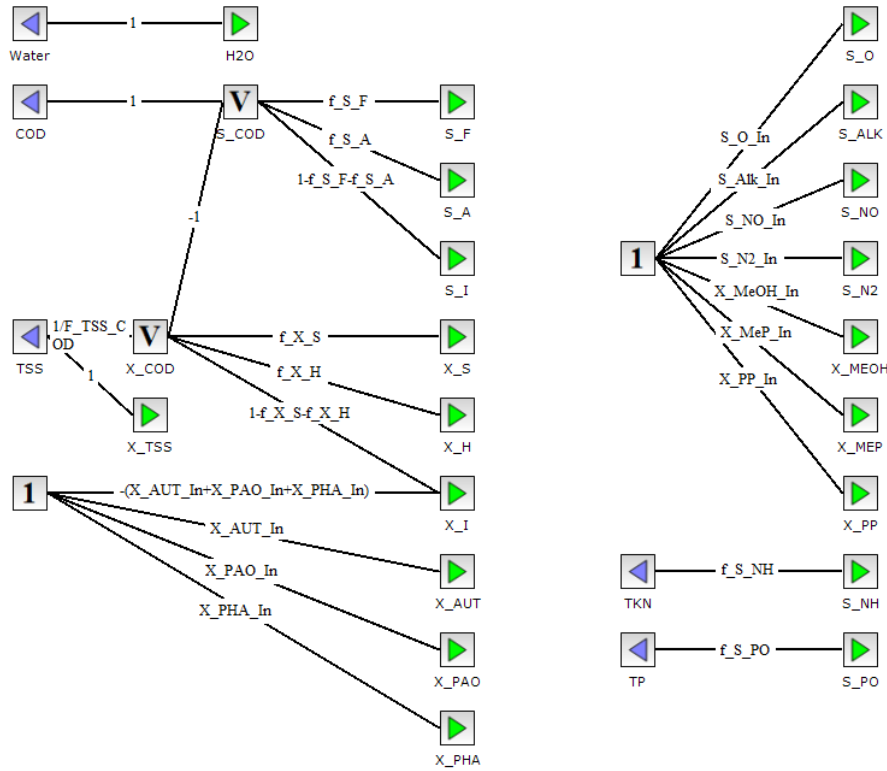 1
Water
H2O
S_O
1
V
f_S_F
COD
S_COD
S_F
f_S_A
S_ALK
S_O_In
1-f_S_F-f_S_A
S_Alk_In
S_A
S_NO
S_NO_In
-1
1
S_N2_In
S_I
S_N2
X_MeOH_In
1/F_TSS_C
OD
V
f_X_S
X_MeP_In
TSS
X_COD
X_S
X_MEOH
f_X_H
1
X_PP_In
1-f_X_S-f_X_H
X_TSS
X_H
X_MEP
1
-(X_AUT_In+X_PAO_In+X_PHA_In)
X_I
X_PP
X_AUT_In
X_PAO_In
f_S_NH
X_AUT
TKN
S_NH
X_PHA_In
f_S_PO
X_PAO
TP
S_PO
X_PHA